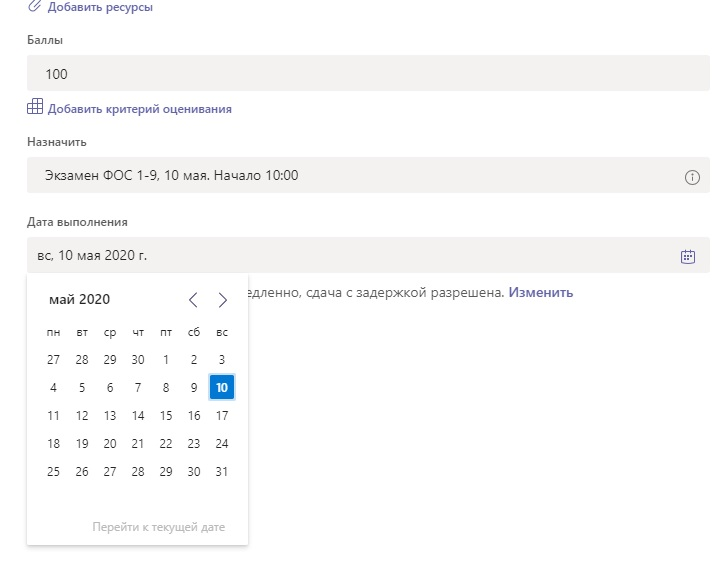 Добавить ресурсы
Баллы
100
Добавить критерий оценивания
Назначить
Экзамен ФОС 1-9, 10 мая. Начало 10:00
Дата выполнения
вс, 10 мая 2020 г.
едленно, сдача с задержкой разрешена. Изменить
май 2020
пн вт ср чт пт сб вс
27 28 29 30 1 2 3
4 5 6 7 8 9 10
11 12 13 14 15 16 17
18 19 20 21 22 23 24
25 26 27 28 29 30 31
Перейти к текущей дате